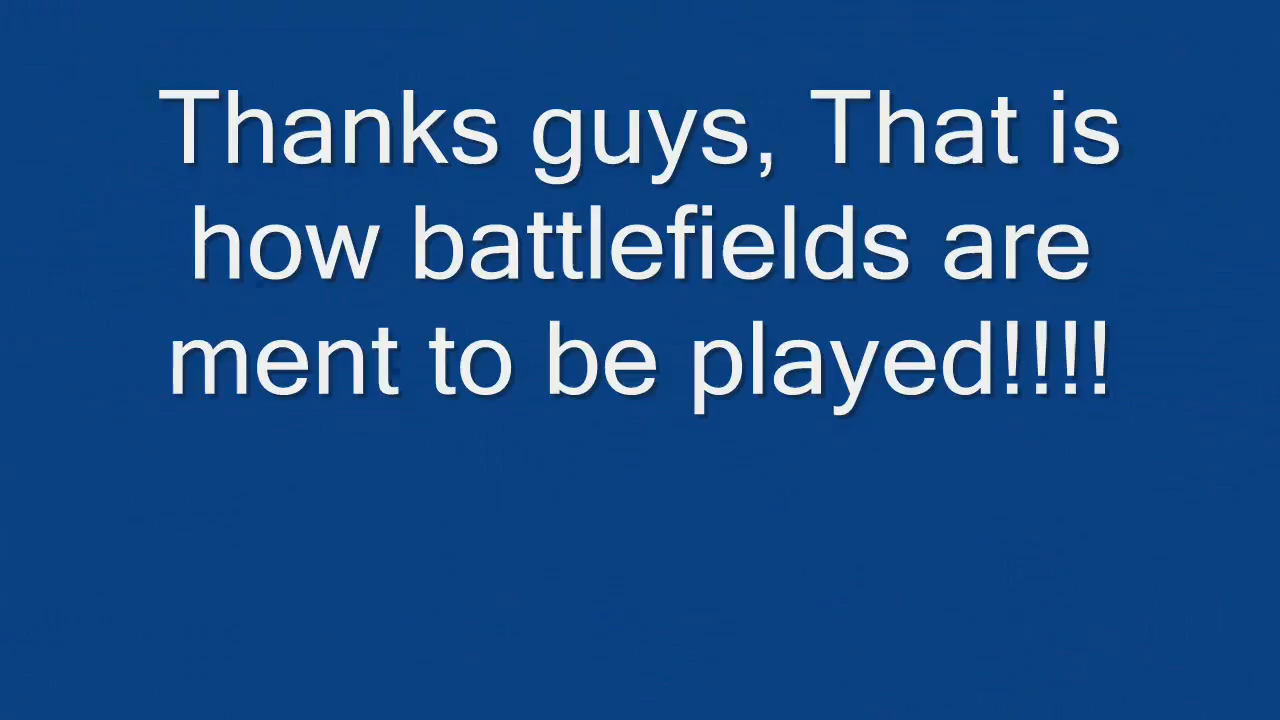 Thanks guys, That is
how battlefields are
ment to be played!!!!